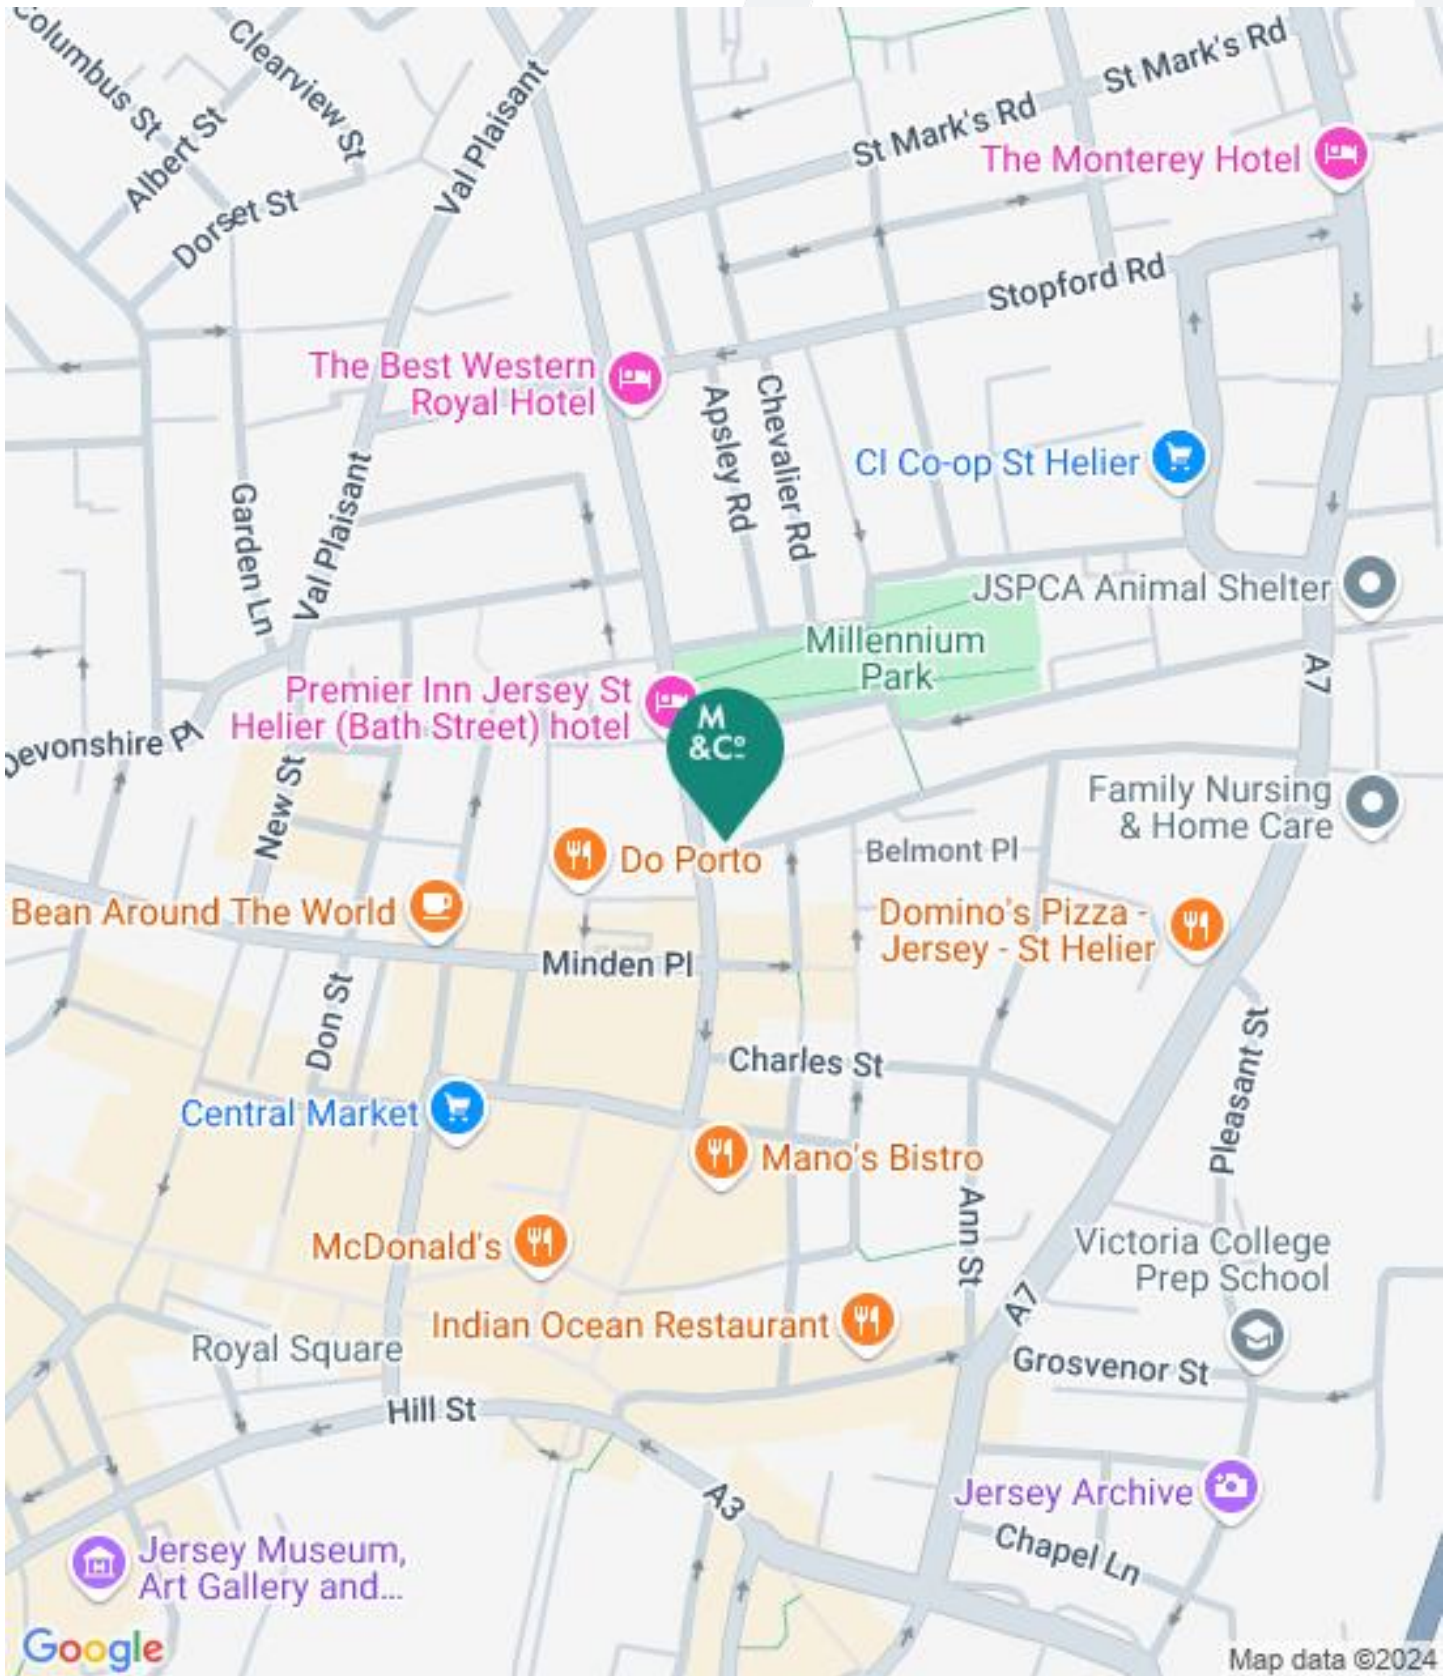 Columbus St
Clearview St
Albert St
Dorset St
Val Plaisant
St Mark's Rd
St Mark's Rd
The Monterey Hotel
Stopford Rd
The Best Western
Royal Hotel
Apsley Rd
Chevalier Rd
CI Co-op St Helier
Garden Ln
Val Plaisant
JSPCA Animal Shelter
Millennium
Park
A7
Premier Inn Jersey St
Helier (Bath Street) hotel
M
&Cº
Devonshire Pl
New St
Family Nursing
& Home Care
Do Porto
Belmont Pl
Bean Around The World
Domino's Pizza -
Jersey - St Helier
Minden Pl
Don St
Charles St
Pleasant St
Central Market
Mano's Bistro
Ann St
McDonald's
Victoria College
Prep School
A7
Indian Ocean Restaurant
Royal Square
Grosvenor St
Hill St
A3
Jersey Archive
Chapel Ln
Jersey Museum,
Art Gallery and...
Google
Map data ©2024